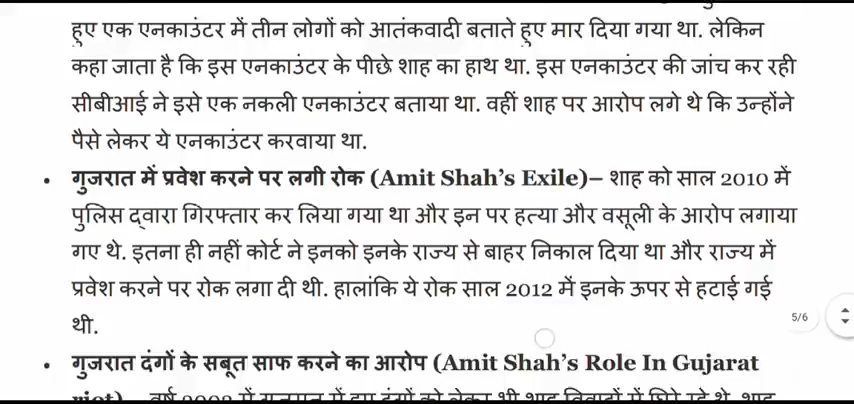 हुए एक एनकाउंटर में तीन लोगों को आतंकवादी बताते हुए मार दिया गया था. लेकिन
कहा जाता है कि इस एनकाउंटर के पीछे शाह का हाथ था. इस एनकाउंटर की जांच कर रही
सीबीआई ने इसे एक नकली एनकाउंटर बताया था. वहीं शाह पर आरोप लगे थे कि उन्होंने
पैसे लेकर ये एनकाउंटर करवाया था.
• गुजरात में प्रवेश करने पर लगी रोक (Amit Shah’s Exile)– शाह को साल 2010 में
पुलिस द्वारा गिरफ्तार कर लिया गया था और इन पर हत्या और वसूली के आरोप लगाया
गए थे. इतना ही नहीं कोर्ट ने इनको इनके राज्य से बाहर निकाल दिया था और राज्य में
प्रवेश करने पर रोक लगा दी थी. हालांकि ये रोक साल 2012 में इनके ऊपर से हटाई गई
थी.
5/6
• गुजरात दंगों के सबूत साफ करने का आरोप (Amit Shah’s Role In Gujarat